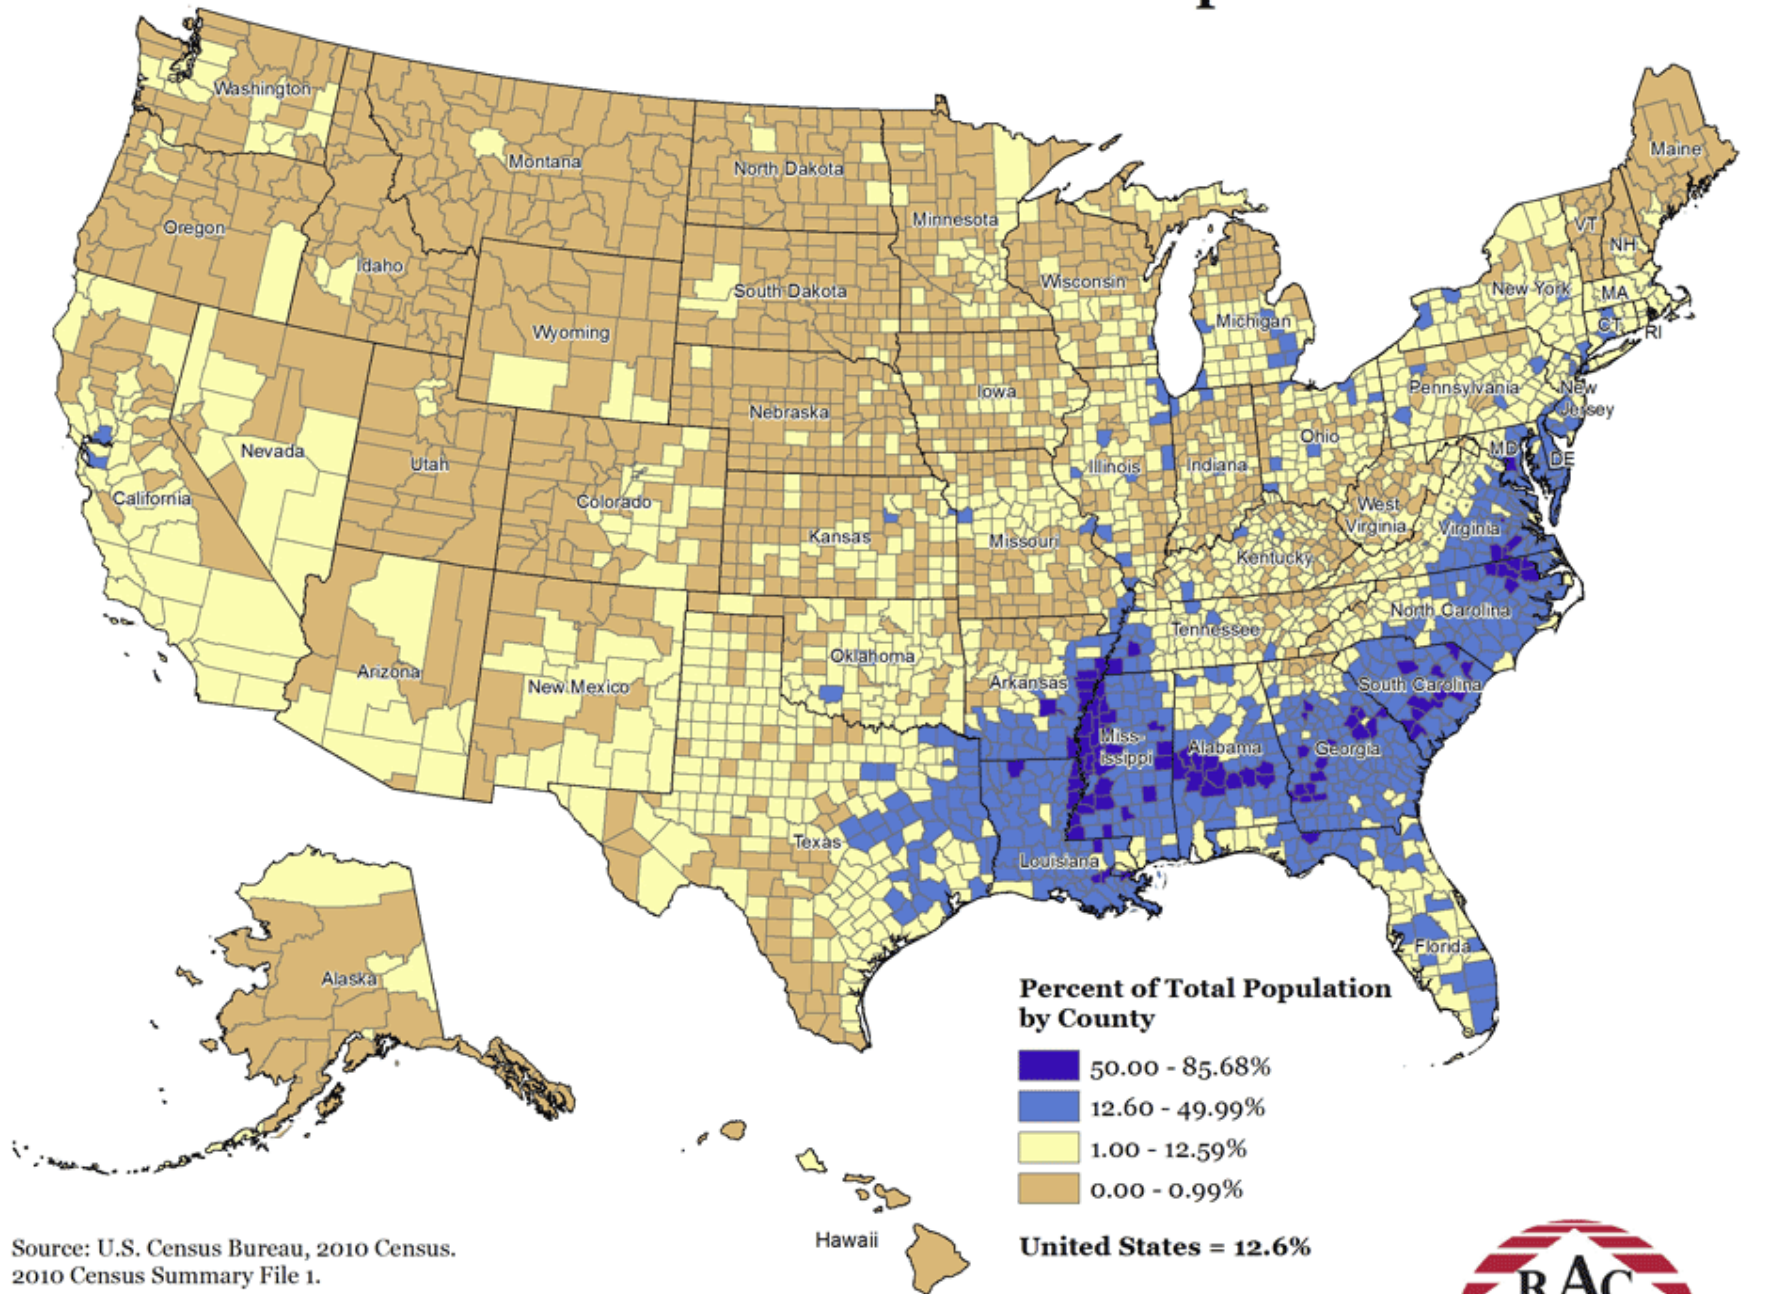 Washington
Montana
North Dakota
Minnesota
Maine
Oregon
Idaho
Wyoming
South Dakota
Wisconsin
Michigan
New York
VT
NH
MA
CT
RI
Nevada
Utah
Colorado
Nebraska
Iowa
Illinois
Indiana
Ohio
Pennsylvania
New
Jersey
MD
DE
California
Kansas
Missouri
Kentucky
West
Virginia
Virginia
Arizona
New Mexico
Oklahoma
Arkansas
Tennessee
North Carolina
South Carolina
Texas
Louisiana
Miss-
issippi
Alabama
Georgia
Florida
Alaska
Hawaii
Percent of Total Population
by County
50.00 - 85.68%
12.60 - 49.99%
1.00 - 12.59%
0.00 - 0.99%
United States = 12.6%
Source: U.S. Census Bureau, 2010 Census.
2010 Census Summary File 1.
RAC